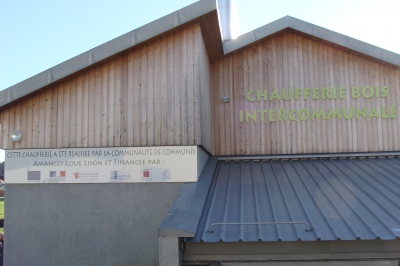 CHAUFFERIE BOIS
INTERCOMMUNALE
CETTE CHAUFFERIE A ÉTÉ RÉALISÉE PAR LA COMMUNAUTÉ DE COMMUNES
AMANCEY-LOUE LISON ET FINANCÉE PAR :